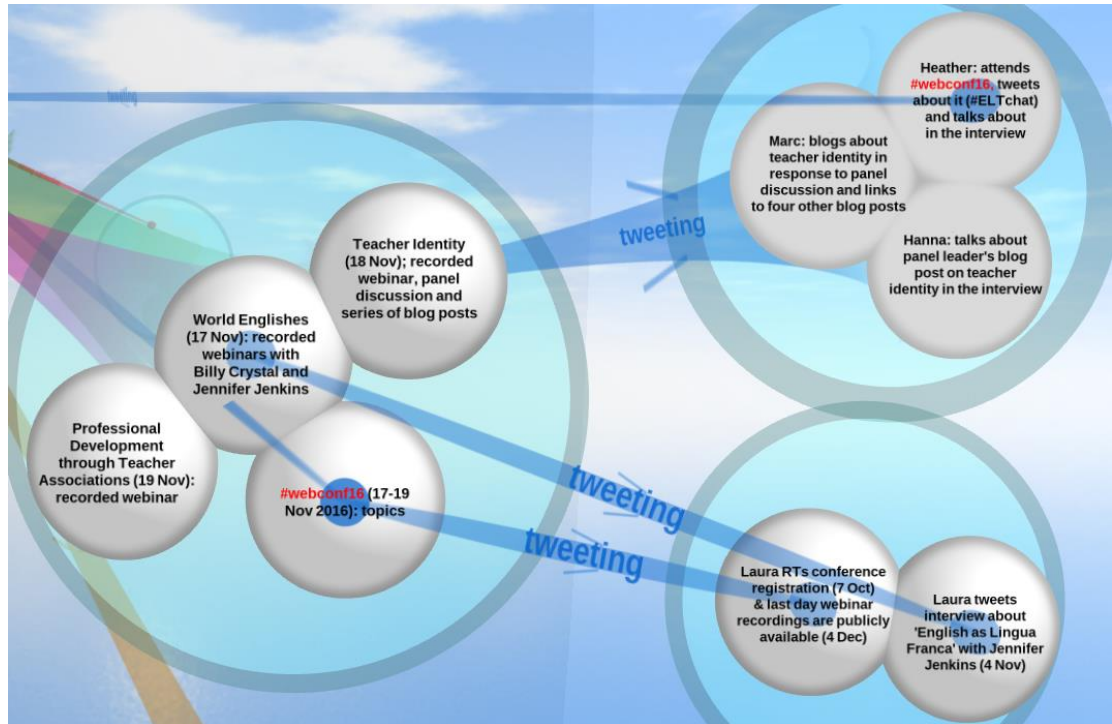 tweeting
Heather: attends
#webconf16, tweets
about it (#ELTchat)
and talks about
in the interview
Marc: blogs about
teacher identity in
response to panel
discussion and links
to four other blog posts
Hanna: talks about
panel leader's blog
post on teacher
identity in the interview
tweeting
Teacher Identity
(18 Nov); recorded
webinar, panel
discussion and
series of blog posts
World Englishes
(17 Nov): recorded
webinars with
Billy Crystal and
Jennifer Jenkins
Professional
Development
through Teacher
Associations (19 Nov):
recorded webinar
#webconf16 (17-19
Nov 2016): topics
tweeting
tweeting
Laura RTs conference
registration (7 Oct)
& last day webinar
recordings are publicly
available (4 Dec)
Laura tweets
interview about
'English as Lingua
Franca' with Jennifer
Jenkins (4 Nov)